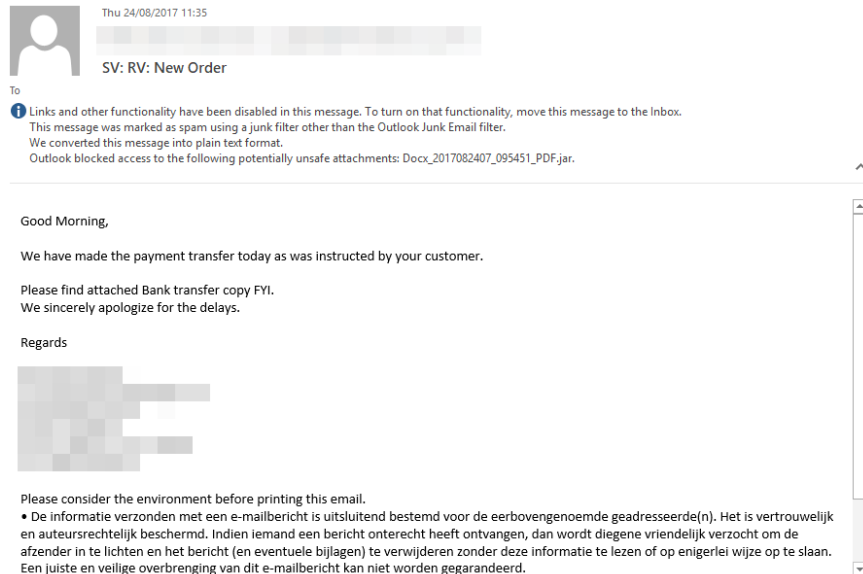 Thu 24/08/2017 11:35
SV: RV: New Order
To
Links and other functionality have been disabled in this message. To turn on that functionality, move this message to the Inbox.
This message was marked as spam using a junk filter other than the Outlook Junk Email filter.
We converted this message into plain text format.
Outlook blocked access to the following potentially unsafe attachments: Docx_2017082407_095451_PDF.jar.
Good Morning,
We have made the payment transfer today as was instructed by your customer.
Please find attached Bank transfer copy FYI.
We sincerely apologize for the delays.
Regards
Please consider the environment before printing this email.
• De informatie verzonden met een e-mailbericht is uitsluitend bestemd voor de eerbovengenoemde geadresseerde(n). Het is vertrouwelijk
en auteursrechtelijk beschermd. Indien iemand een bericht onterecht heeft ontvangen, dan wordt diegene vriendelijk verzocht om de
afzender in te lichten en het bericht (en eventuele bijlagen) te verwijderen zonder deze informatie te lezen of op enigerlei wijze op te slaan.
Een juiste en veilige overbrenging van dit e-mailbericht kan niet worden gegarandeerd.